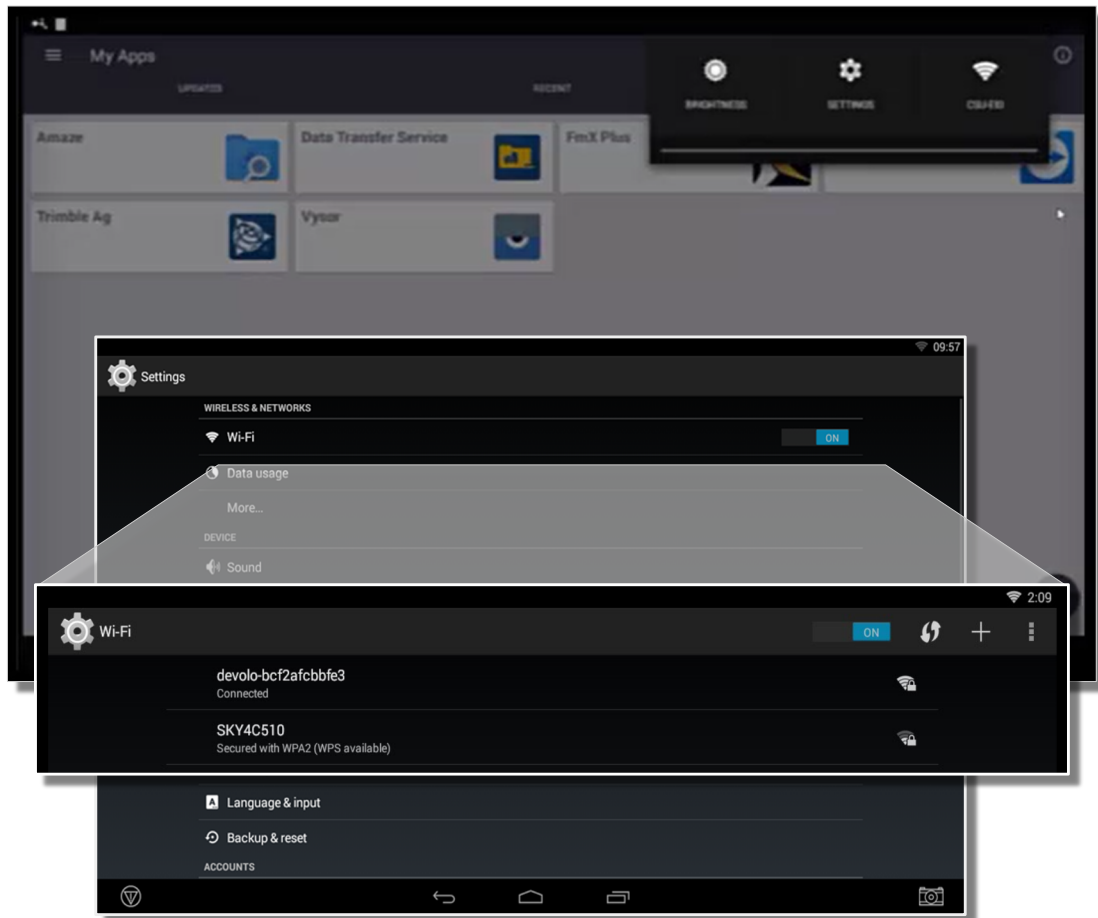 My Apps
UPDATES
RECENT
BRIGHTNESS
SETTINGS
Amaze
Data Transfer Service
FmX Plus
Trimble Ag
Vysor
09:57
Settings
WIRELESS & NETWORKS
Wi-Fi
ON
Data usage
More...
DEVICE
Sound
2:09
Wi-Fi
ON
devolo-bcf2afcbbfe3
Connected
SKY4C510
Secured with WPA2 (WPS available)
Language & input
Backup & reset
ACCOUNTS